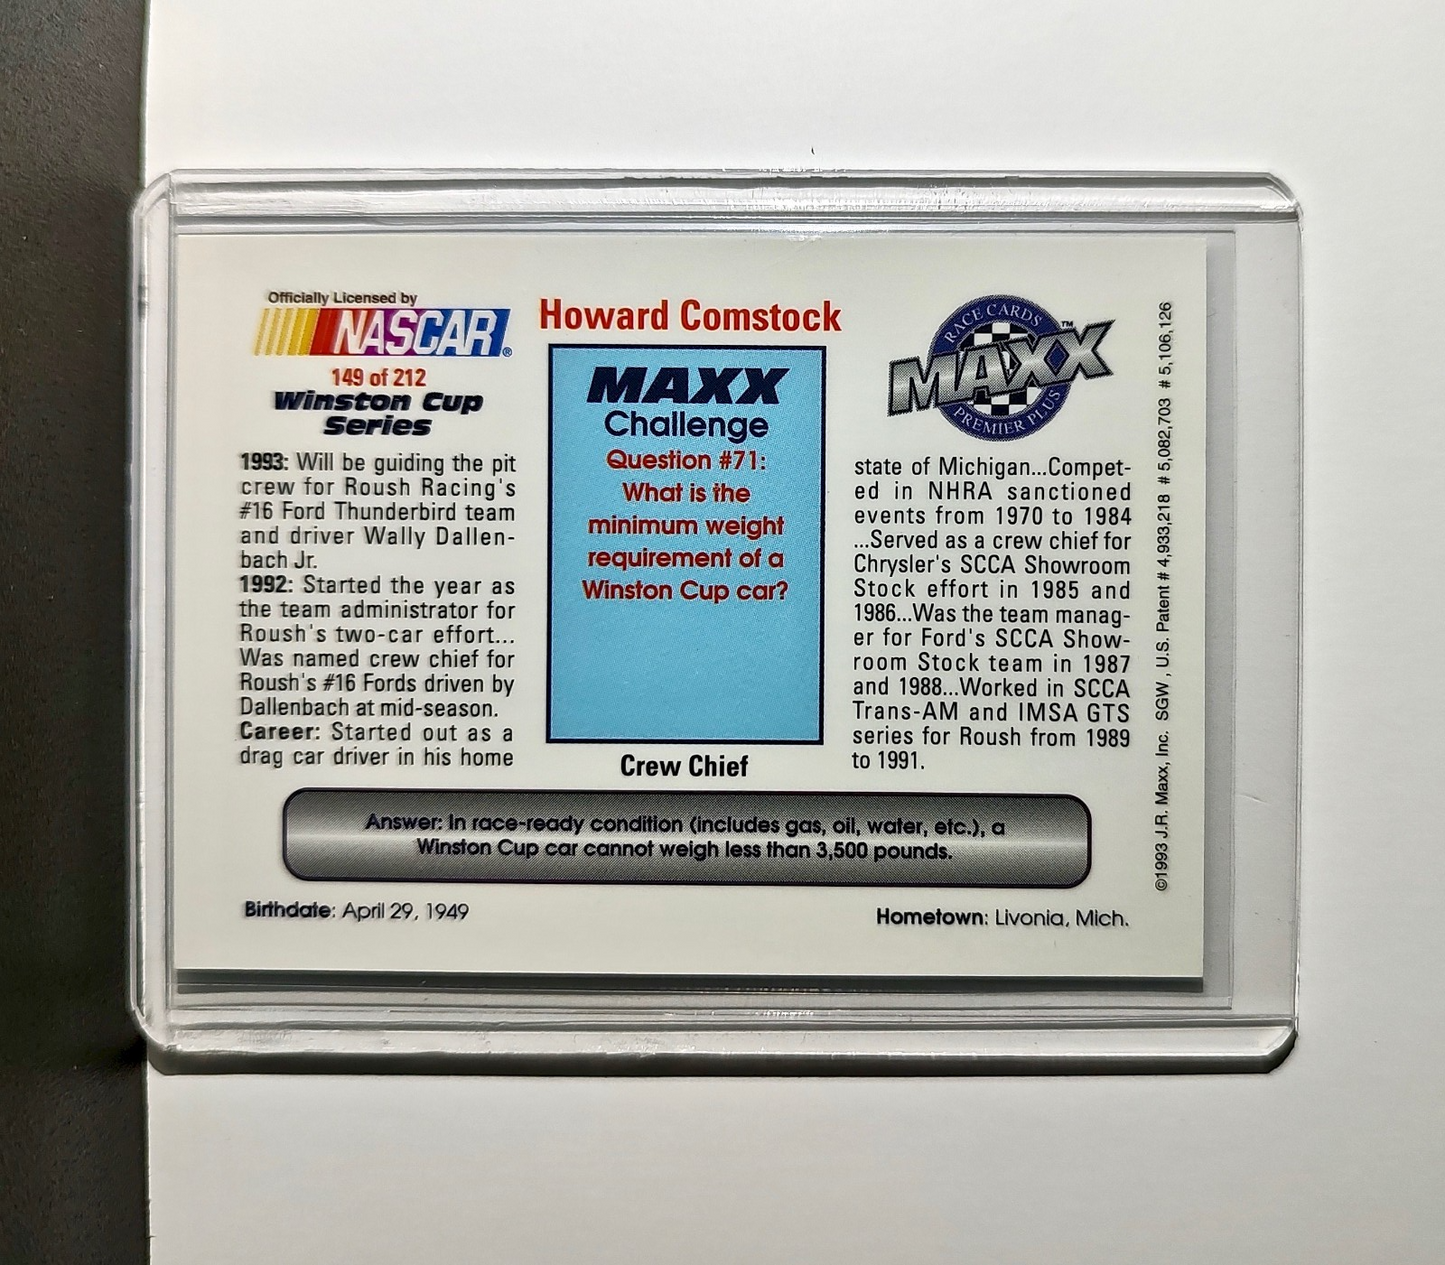 Officially Licensed by
NASCAR®
149 of 212
Winston Cup
Series
1993: Will be guiding the pit
crew for Roush Racing's
#16 Ford Thunderbird team
and driver Wally Dallen-
bach Jr.
1992: Started the year as
the team administrator for
Roush's two-car effort...
Was named crew chief for
Roush's #16 Fords driven by
Dallenbach at mid-season.
Career: Started out as a
drag car driver in his home
Howard Comstock
MAXX
Challenge
Question #71:
What is the
minimum weight
requirement of a
Winston Cup car?
Crew Chief
RACE CARDS
MAXX™
PREMIER PLUS
state of Michigan...Compet-
ed in NHRA sanctioned
events from 1970 to 1984
...Served as a crew chief for
Chrysler's SCCA Showroom
Stock effort in 1985 and
1986...Was the team manag-
er for Ford's SCCA Show-
room Stock team in 1987
and 1988...Worked in SCCA
Trans-AM and IMSA GTS
series for Roush from 1989
to 1991.
Answer: In race-ready condition (includes gas, oil, water, etc.), a
Winston Cup car cannot weigh less than 3,500 pounds.
Birthdate: April 29, 1949
Hometown: Livonia, Mich.
©1993 J.R. Maxx, Inc. SGW, U.S. Patent # 4,933,218 # 5,082,703 # 5,106,126